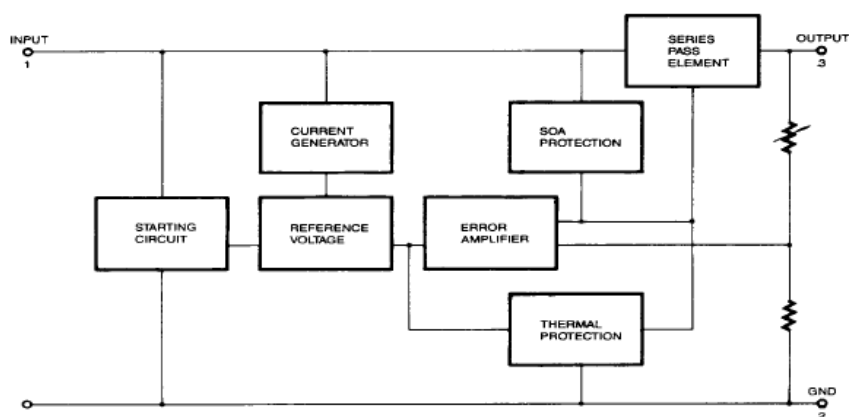 SERIES
PASS
ELEMENT
INPUT
1
OUTPUT
3
CURRENT
GENERATOR
SOA
PROTECTION
STARTING
CIRCUIT
REFERENCE
VOLTAGE
ERROR
AMPLIFIER
THERMAL
PROTECTION
GND
2